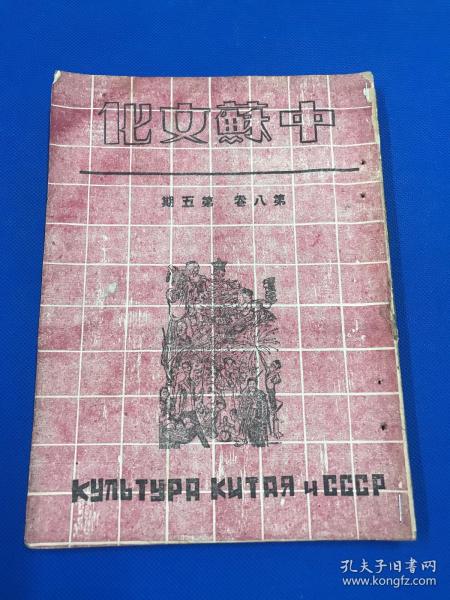 中蘇文化
第八卷 第五期
КУЛЬТУРА КИТАЯ и СССР
孔夫子旧书网
www.kongfz.com